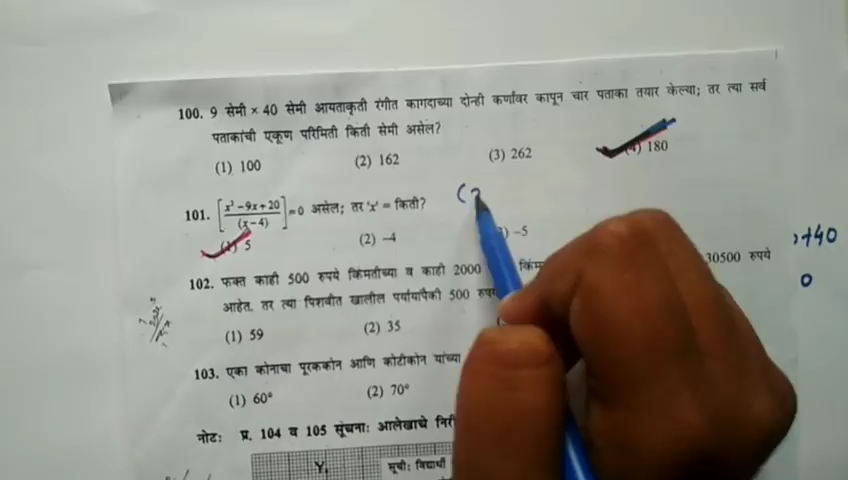 100. 9 सेमी × 40 सेमी आयताकृती रंगीत कागदाच्या दोन्ही कर्णांवर कापून चार पताका तयार केल्या; तर त्या सर्व
पताकांची एकूण परिमिती किती सेमी असेल?
(1) 100 (2) 162 (3) 262 (4) 180
101. [x² – 9x + 20 / (x – 4)] = 0 असेल; तर 'x' = किती?
(1) 5 (2) –4 (3) –5
+40
0
102. फक्त काही 500 रुपये किंमतीच्या व काही 2000 किंम 30500 रुपये
आहेत. तर त्या पिशवीत खालील पर्यायांपैकी 500 रुपय
(1) 59 (2) 35
103. एका कोनाचा पूरककोन आणि कोटीकोन यांच्या
(1) 60° (2) 70°
नोट: प्र. 104 व 105 सूचना: आलेखाचे निरी
Y, सूची: विद्यार्थी